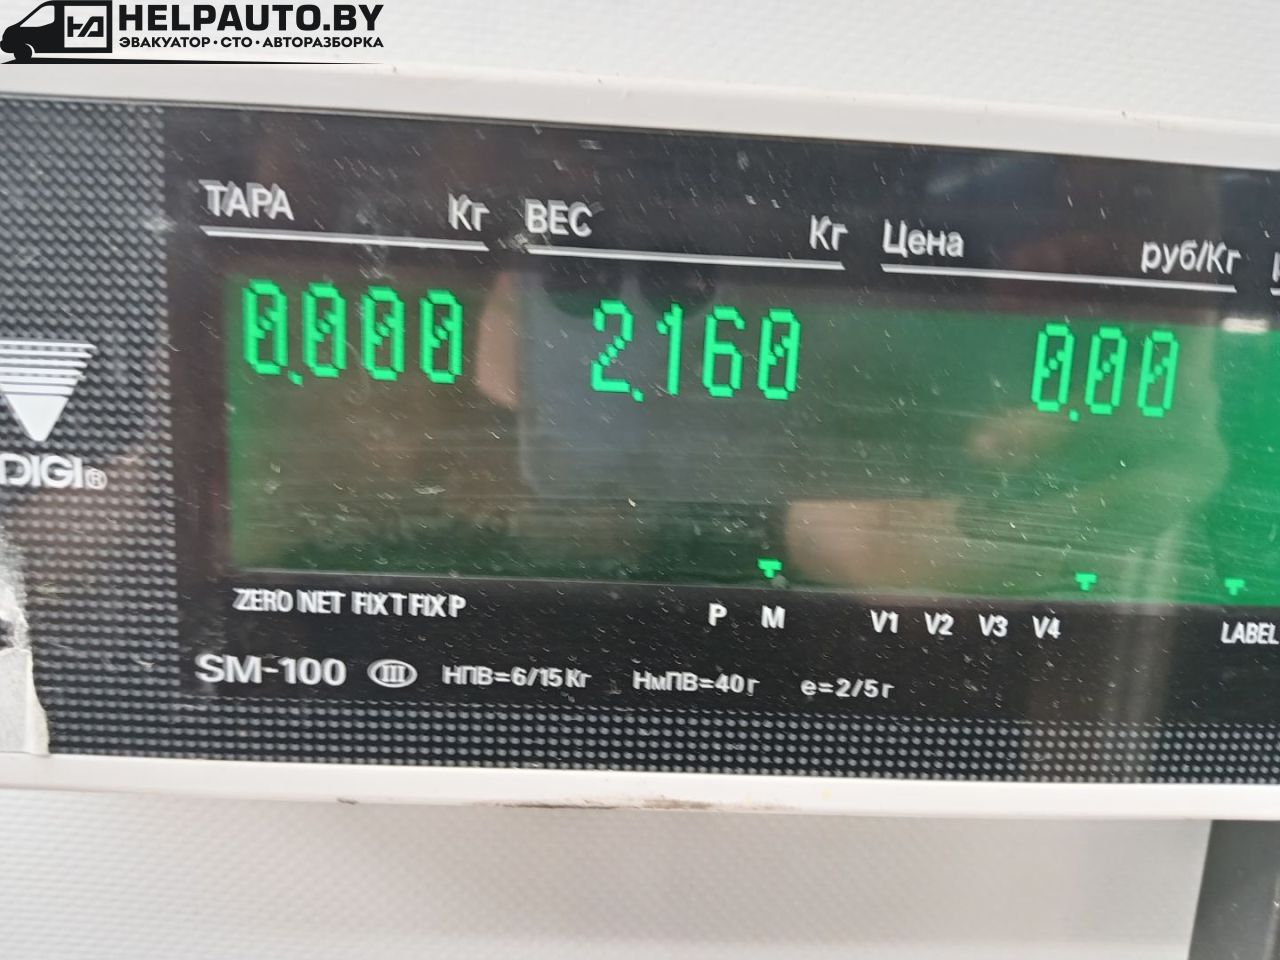 HELPAUTO.BY
ЭВАКУАТОР · СТО · АВТОРАЗБОРКА
ТАРА Кг ВЕС Кг Цена руб/Кг
0.000 2.160 0.00
DIGI®
ZERO NET FIX T FIX P P M V1 V2 V3 V4 LABEL
SM-100 III НПВ=6/15 Кг НмПВ=40 г e=2/5 г